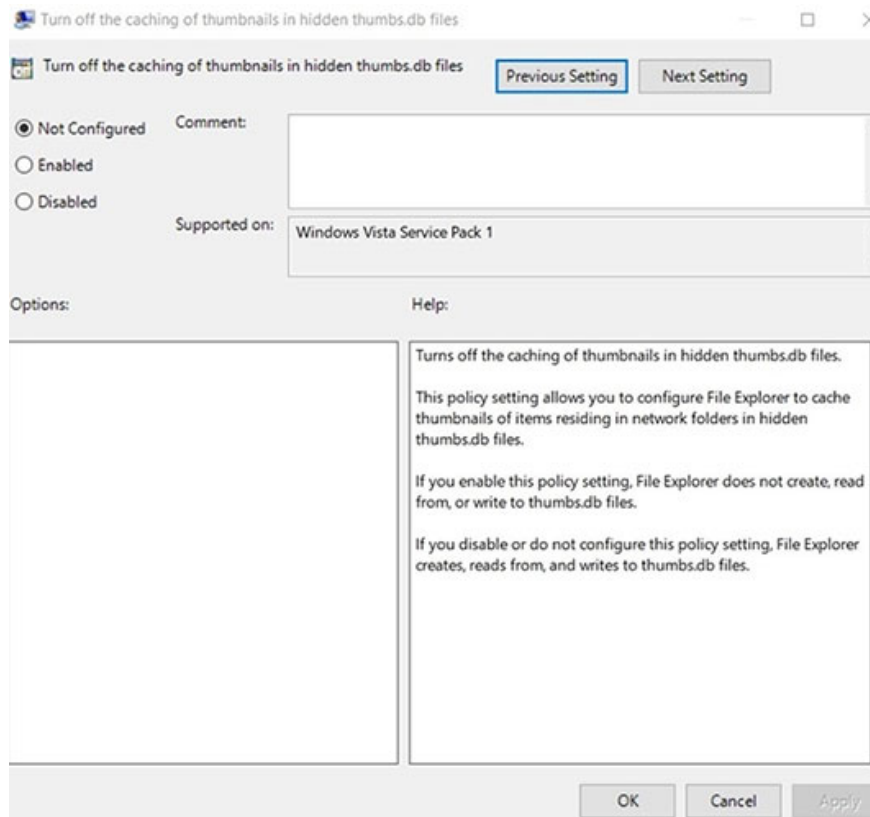 Turn off the caching of thumbnails in hidden thumbs.db files
Turn off the caching of thumbnails in hidden thumbs.db files
Previous Setting
Next Setting
Not Configured
Comment:
Enabled
Disabled
Supported on:
Windows Vista Service Pack 1
Options:
Help:
Turns off the caching of thumbnails in hidden thumbs.db files.
This policy setting allows you to configure File Explorer to cache
thumbnails of items residing in network folders in hidden
thumbs.db files.
If you enable this policy setting, File Explorer does not create, read
from, or write to thumbs.db files.
If you disable or do not configure this policy setting, File Explorer
creates, reads from, and writes to thumbs.db files.
OK
Cancel
Apply